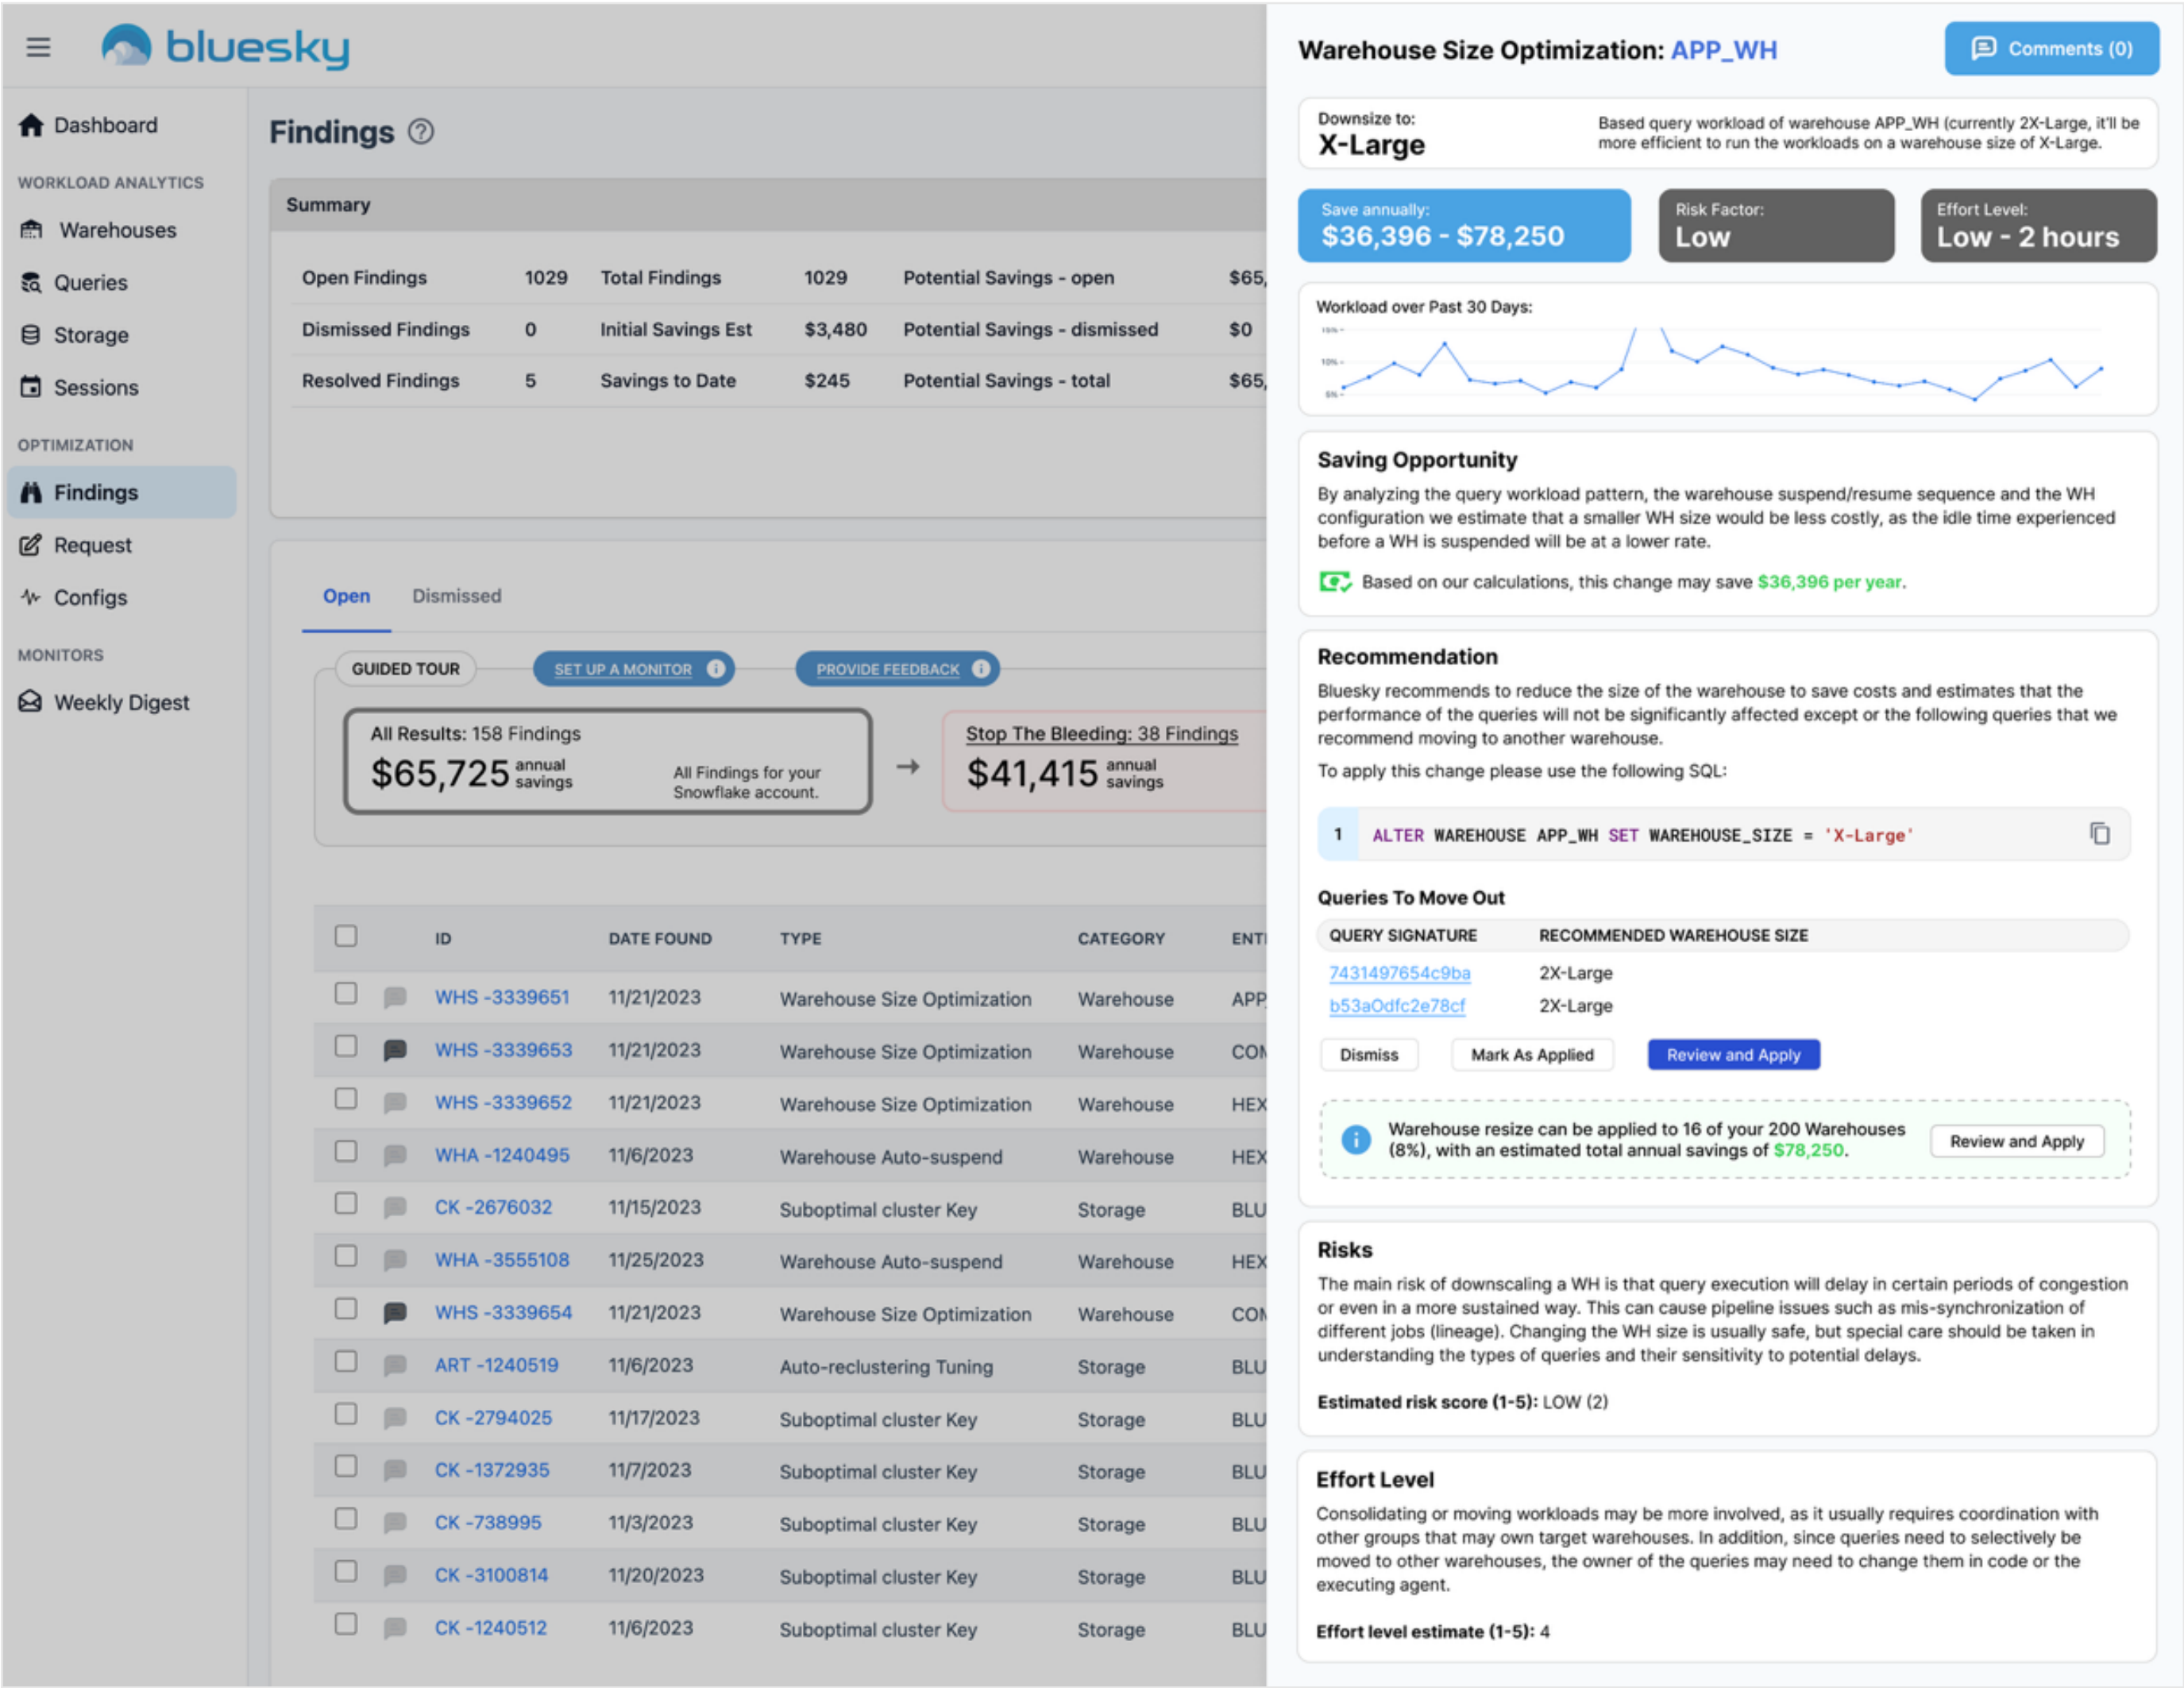 bluesky
Dashboard
WORKLOAD ANALYTICS
Warehouses
Queries
Storage
Sessions
OPTIMIZATION
Findings
Request
Configs
MONITORS
Weekly Digest
Findings ?
Summary
Open Findings 1029 Total Findings 1029 Potential Savings - open $65,
Dismissed Findings 0 Initial Savings Est $3,480 Potential Savings - dismissed $0
Resolved Findings 5 Savings to Date $245 Potential Savings - total $65,
Open Dismissed
GUIDED TOUR SET UP A MONITOR i PROVIDE FEEDBACK i
All Results: 158 Findings
$65,725 annual savings
All Findings for your
Snowflake account.
→
Stop The Bleeding: 38 Findings
$41,415 annual savings
ID DATE FOUND TYPE CATEGORY ENTI
WHS -3339651 11/21/2023 Warehouse Size Optimization Warehouse APP_
WHS -3339653 11/21/2023 Warehouse Size Optimization Warehouse COM
WHS -3339652 11/21/2023 Warehouse Size Optimization Warehouse HEX
WHA -1240495 11/6/2023 Warehouse Auto-suspend Warehouse HEX
CK -2676032 11/15/2023 Suboptimal cluster Key Storage BLU
WHA -3555108 11/25/2023 Warehouse Auto-suspend Warehouse HEX
WHS -3339654 11/21/2023 Warehouse Size Optimization Warehouse COM
ART -1240519 11/6/2023 Auto-reclustering Tuning Storage BLU
CK -2794025 11/17/2023 Suboptimal cluster Key Storage BLU
CK -1372935 11/7/2023 Suboptimal cluster Key Storage BLU
CK -738995 11/3/2023 Suboptimal cluster Key Storage BLU
CK -3100814 11/20/2023 Suboptimal cluster Key Storage BLU
CK -1240512 11/6/2023 Suboptimal cluster Key Storage BLU
Warehouse Size Optimization: APP_WH
Comments (0)
Downsize to:
X-Large
Based query workload of warehouse APP_WH (currently 2X-Large, it'll be
more efficient to run the workloads on a warehouse size of X-Large.
Save annually:
$36,396 - $78,250
Risk Factor:
Low
Effort Level:
Low - 2 hours
Workload over Past 30 Days:
15%
10%
5%
Saving Opportunity
By analyzing the query workload pattern, the warehouse suspend/resume sequence and the WH
configuration we estimate that a smaller WH size would be less costly, as the idle time experienced
before a WH is suspended will be at a lower rate.
Based on our calculations, this change may save $36,396 per year.
Recommendation
Bluesky recommends to reduce the size of the warehouse to save costs and estimates that the
performance of the queries will not be significantly affected except or the following queries that we
recommend moving to another warehouse.
To apply this change please use the following SQL:
1 ALTER WAREHOUSE APP_WH SET WAREHOUSE_SIZE = 'X-Large'
Queries To Move Out
QUERY SIGNATURE RECOMMENDED WAREHOUSE SIZE
7431497654c9ba 2X-Large
b53aOdfc2e78cf 2X-Large
Dismiss Mark As Applied Review and Apply
i Warehouse resize can be applied to 16 of your 200 Warehouses
(8%), with an estimated total annual savings of $78,250.
Review and Apply
Risks
The main risk of downscaling a WH is that query execution will delay in certain periods of congestion
or even in a more sustained way. This can cause pipeline issues such as mis-synchronization of
different jobs (lineage). Changing the WH size is usually safe, but special care should be taken in
understanding the types of queries and their sensitivity to potential delays.
Estimated risk score (1-5): LOW (2)
Effort Level
Consolidating or moving workloads may be more involved, as it usually requires coordination with
other groups that may own target warehouses. In addition, since queries need to selectively be
moved to other warehouses, the owner of the queries may need to change them in code or the
executing agent.
Effort level estimate (1-5): 4